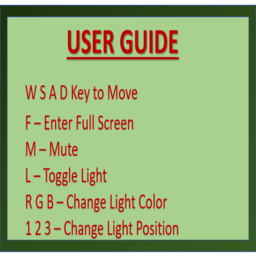 USER GUIDE
W S A D Key to Move
F – Enter Full Screen
M – Mute
L – Toggle Light
R G B – Change Light Color
1 2 3 – Change Light Position